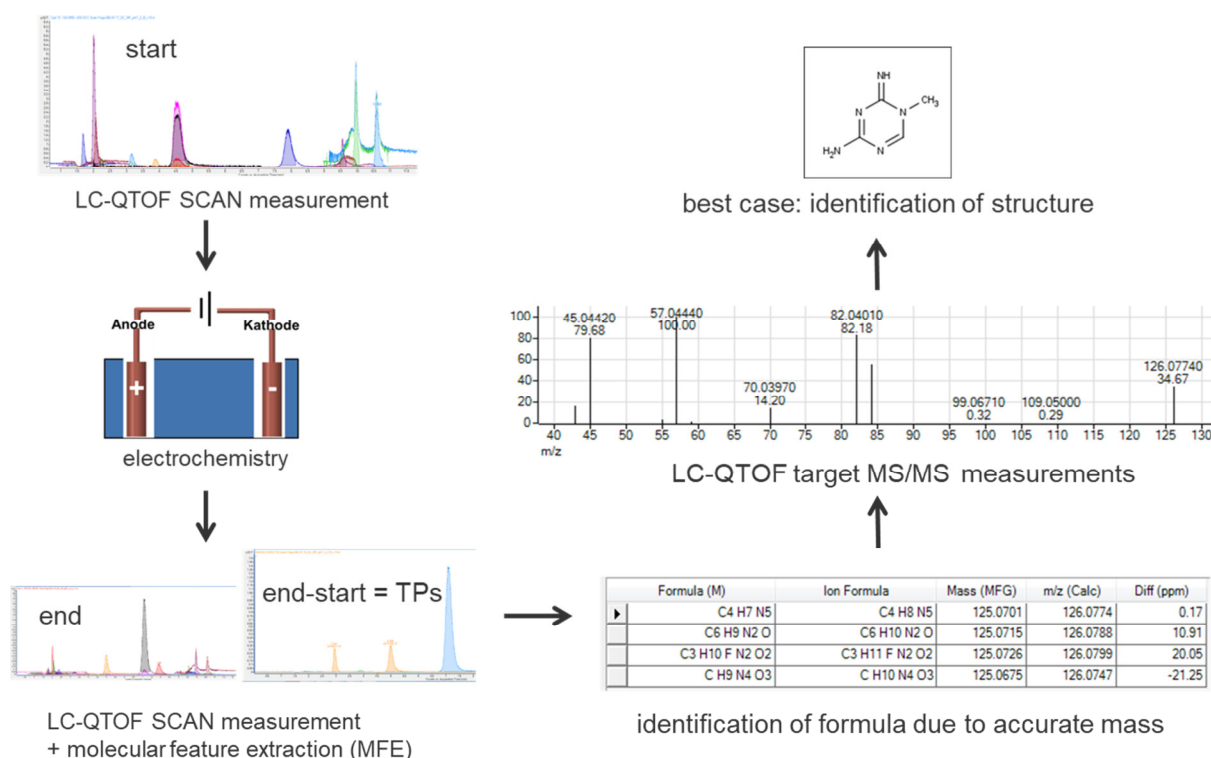 start
LC-QTOF SCAN measurement
Anode
Kathode
+
-
electrochemistry
end
end-start = TPs
LC-QTOF SCAN measurement
+ molecular feature extraction (MFE)
Formula (M) Ion Formula Mass (MFG) m/z (Calc) Diff (ppm)
C4 H7 N5 C4 H8 N5 125.0701 126.0774 0.17
C6 H9 N2 O C6 H10 N2 O 125.0715 126.0788 10.91
C3 H10 F N2 O2 C3 H11 F N2 O2 125.0726 126.0799 20.05
C H9 N4 O3 C H10 N4 O3 125.0675 126.0747 -21.25
identification of formula due to accurate mass
100
80
60
40
20
0
45.04420
79.68
57.04440
100.00
70.03970
14.20
82.04010
82.18
99.06710
0.32
109.05000
0.29
126.07740
34.67
40 45 50 55 60 65 70 75 80 85 90 95 100 105 110 115 120 125 130
m/z
LC-QTOF target MS/MS measurements
NH
N
N
CH3
H2N
N
best case: identification of structure